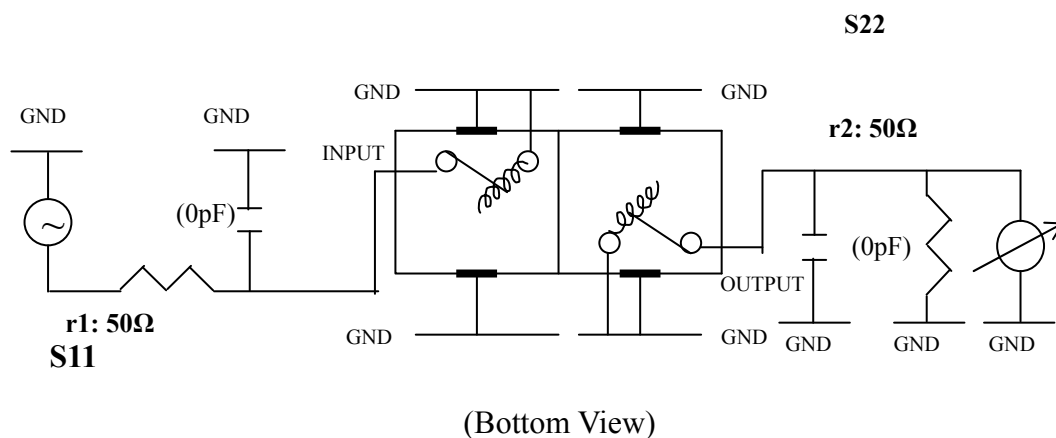 S22
GND
GND
GND
GND
r2: 50Ω
INPUT
(0pF)
~
(0pF)
OUTPUT
r1: 50Ω
GND
GND
GND
GND
GND
S11
(Bottom View)